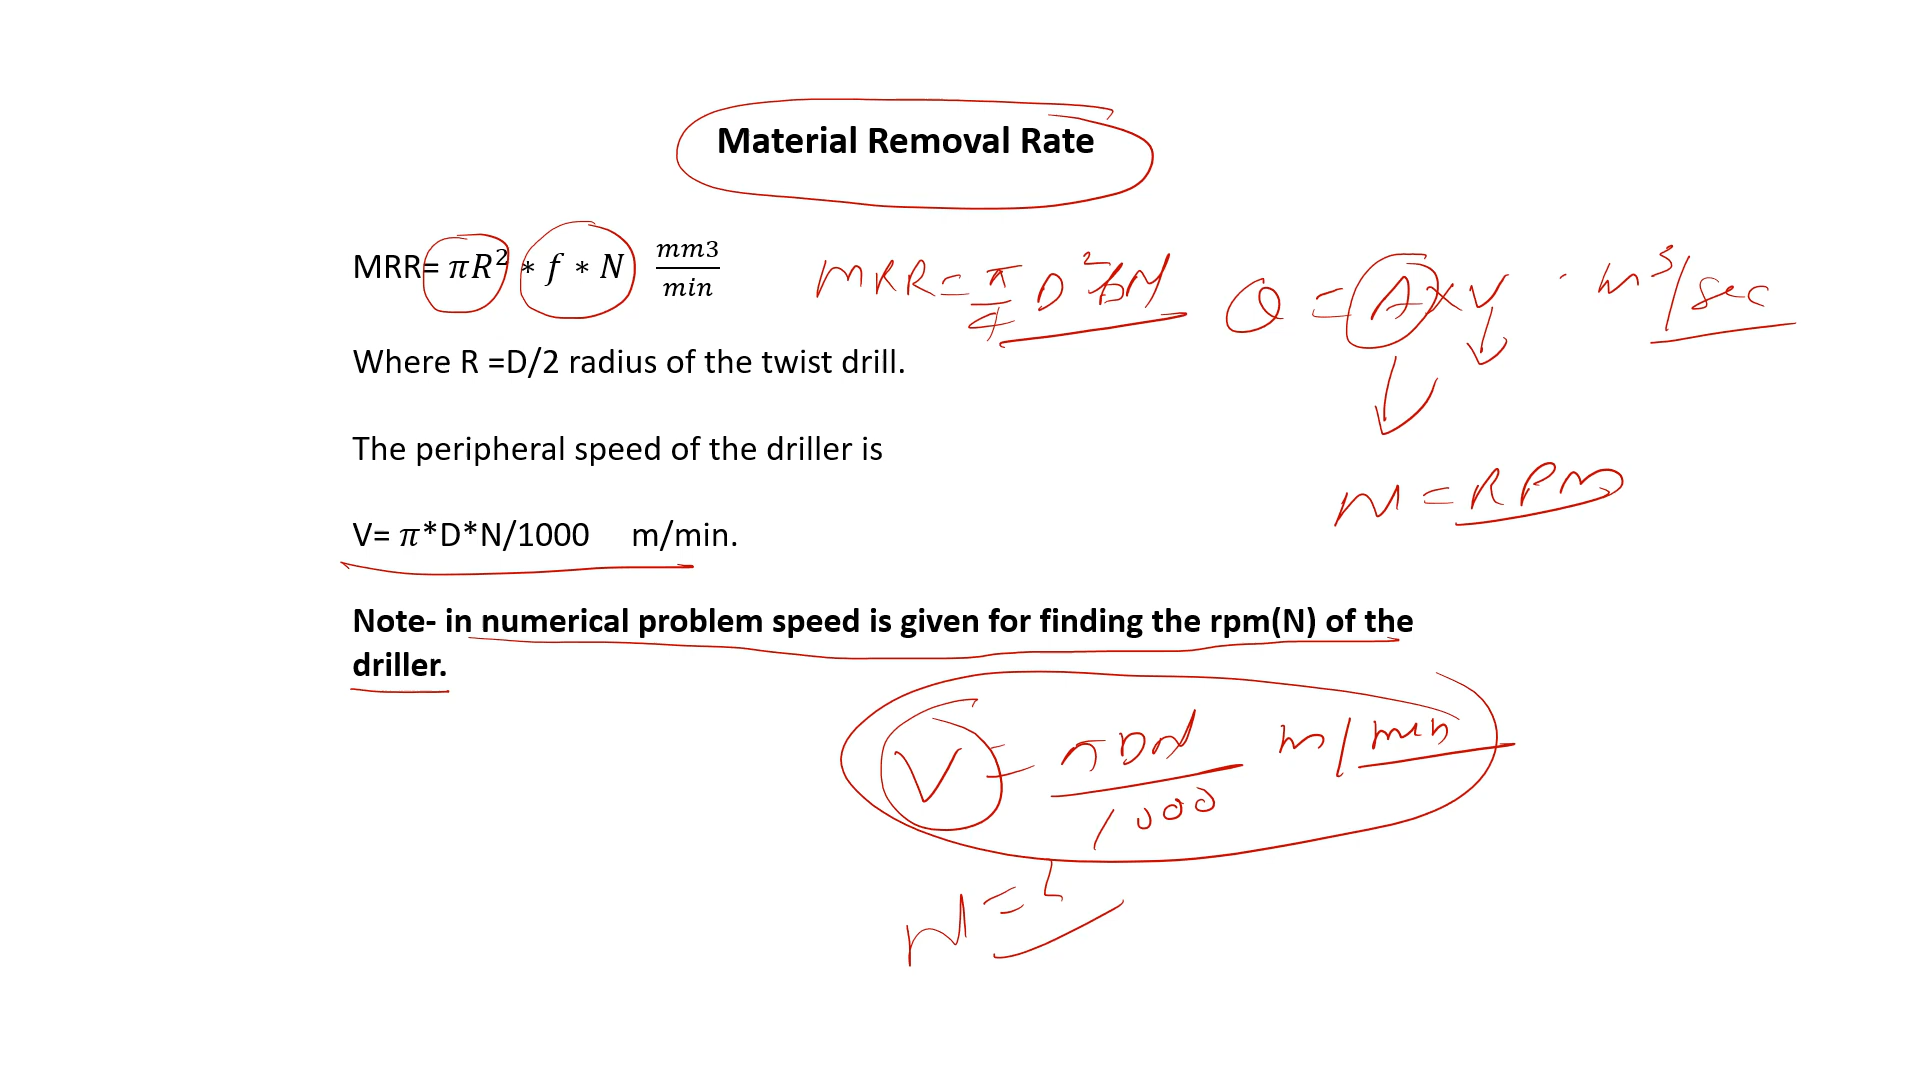 Material Removal Rate
MRR= πR² * f * N mm3/min
MRR = π/4 D² f N
Q = A × V · m³/sec
Where R =D/2 radius of the twist drill.
The peripheral speed of the driller is
N = RPM
V= π*D*N/1000 m/min.
Note- in numerical problem speed is given for finding the rpm(N) of the
driller.
V = πDN/1000 m/min
N =